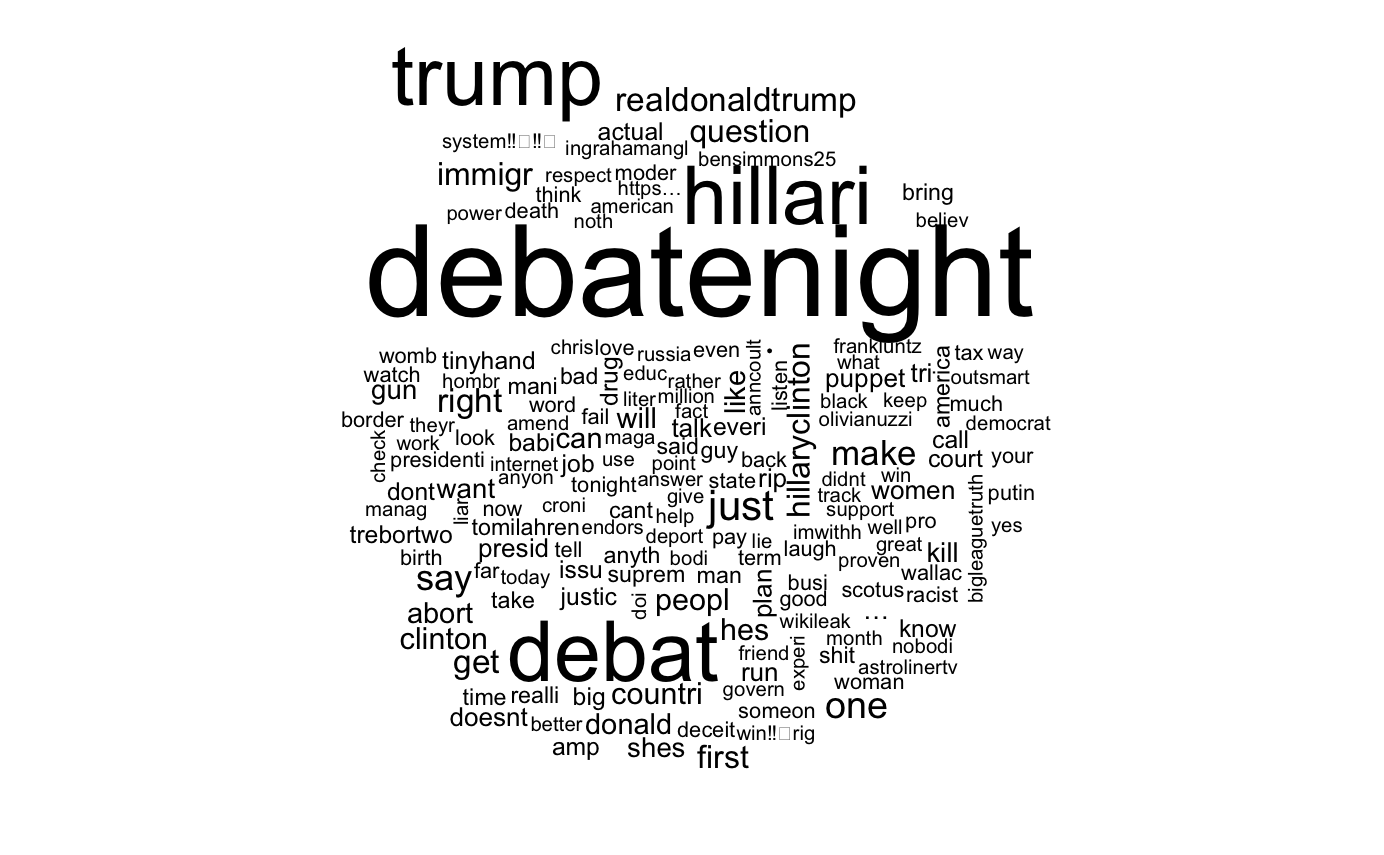 trump realdonaldtrump
actual question
system!!□!!□ ingrahamangl bensimmons25
immigr respect moder hillari bring
think https…
power death american believ
noth
debatenight
womb tinyhand chrislove russia even anncoult • hillaryclinton frankluntz america tax way
watch hombr mani bad drug educ rather like listen what puppet tri outsmart
gun right word liter million black keep much
border theyr amend fail will fact olivianuzzi democrat
check work look babi can maga said talk everi call
presidenti internet job use point guy back make court your
anyon tonight answer state rip didnt win
dont want give just track women bigleaguetruth putin
manag liar now croni cant help support
trebortwo tomilahren endors deport pay lie imwithh well pro yes
birth presid tell anyth bodi term laugh proven great kill
say far today issu suprem man plan busi scotus wallac
take justic doi peopl good racist
abort wikileak …
clinton debat hes experi month know
get friend shit nobodi
run astrolinertv
time realli big countri govern woman
doesnt better donald deceit someon one
amp shes first win!!□rig